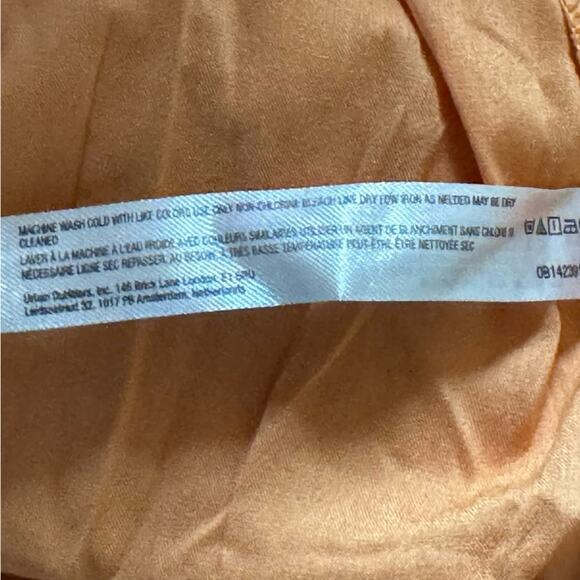 MACHINE WASH COLD WITH LIKE COLORS USE ONLY NON-CHLORINE BLEACH LINE DRY LOW IRON AS NEEDED MAY BE DRY
CLEANED
LAVER À LA MACHINE À L'EAU FROIDE AVEC COULEURS SIMILAIRES UTILISER UN AGENT DE BLANCHIMENT SANS CHLORE SI
NÉCESSAIRE LIGNE SEC REPASSER, AU BESOIN, À TRÈS BASSE TEMPÉRATURE PEUT-ÊTRE ÊTRE NETTOYÉE SEC
Urban Outfitters, Inc. 146 Brick Lane London, E1 6RU
Leidsestraat 32, 1017 PB Amsterdam, Netherlands
OB142301